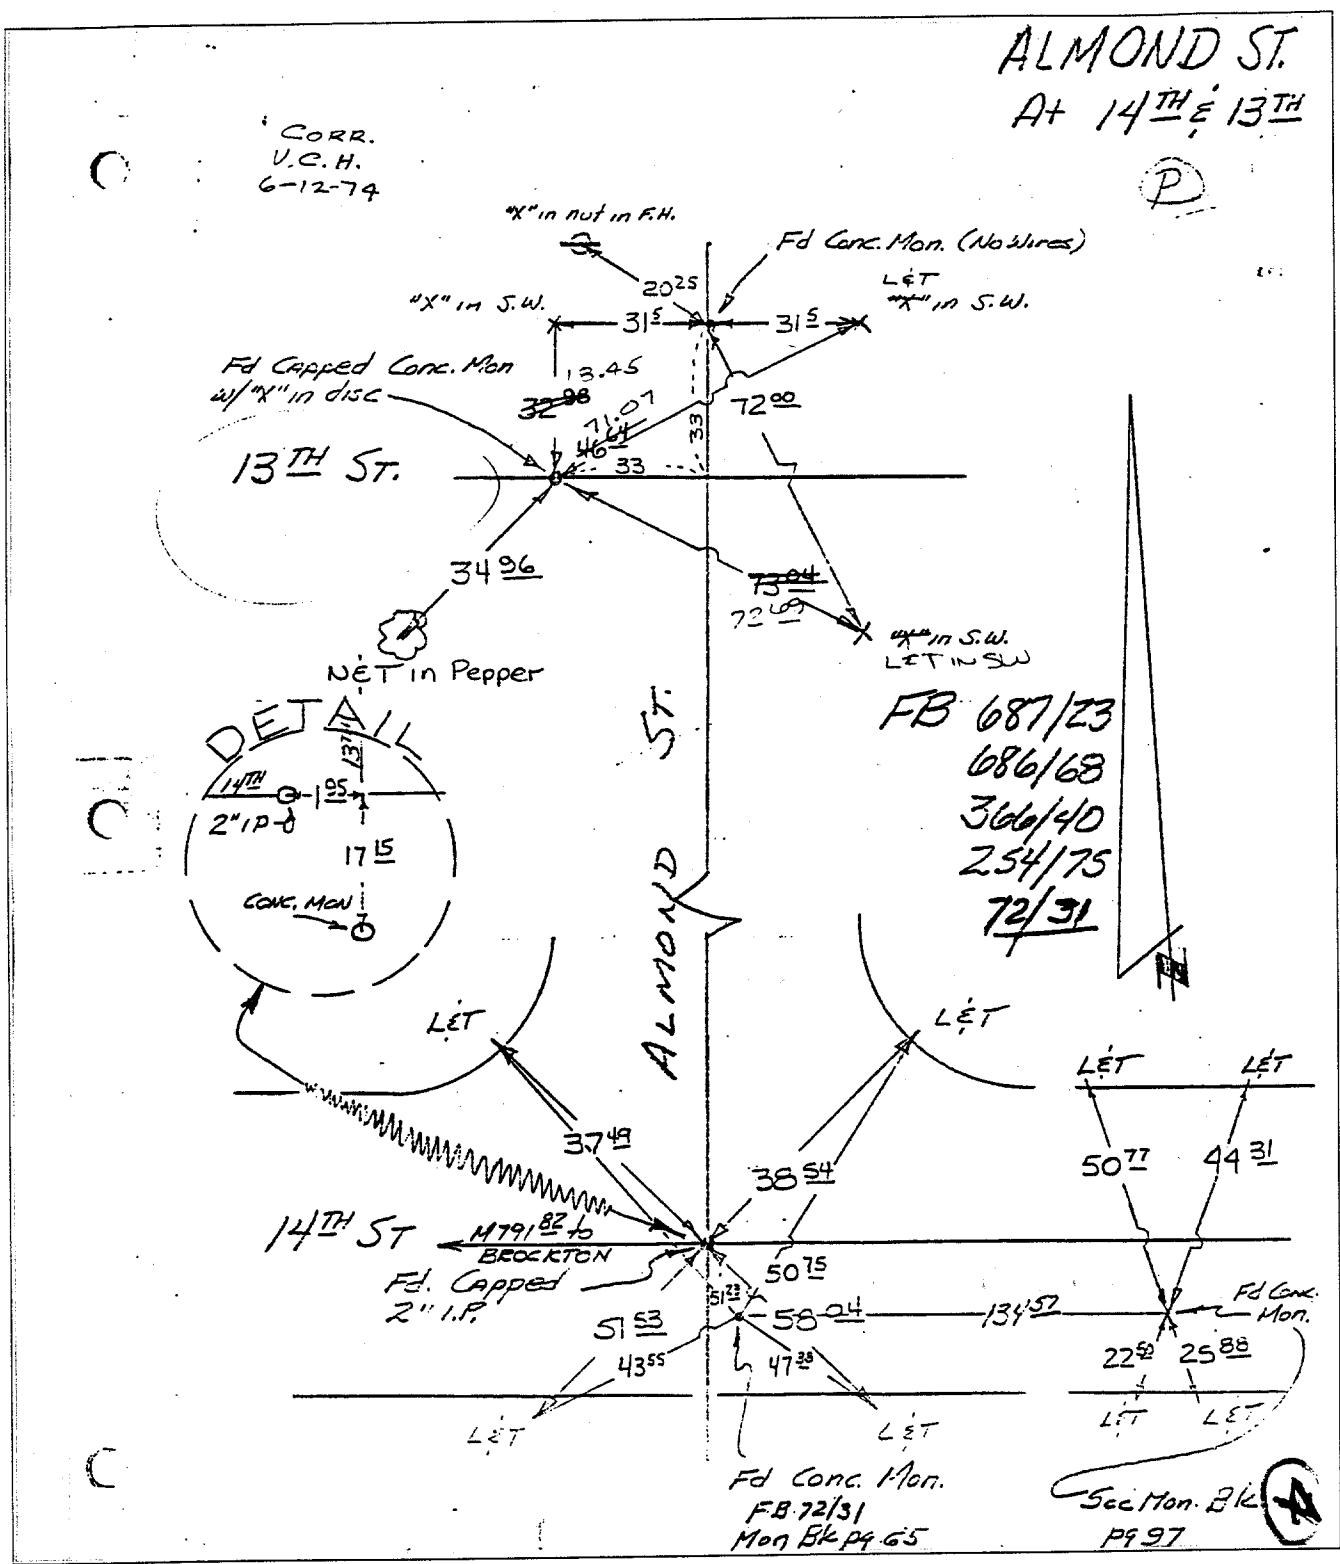 ALMOND ST.
At 14TH & 13TH
P
CORR.
V.C.H.
6-12-74
"X" in nut in F.H.
Fd Conc. Mon. (No Wires)
L&T
"X" in S.W.
"X" in S.W.
20 25
31 5
31 5
Fd Capped Conc. Mon
w/ "X" in disc
13.45
32 98
71.07
46 64
33
33
72 00
13TH ST.
34 96
73 04
72 69
"X" in S.W.
L&T IN SW
N&T in Pepper
DETAIL
14TH
1 95
2" I.P.
17 15
CONC. MON
ALMOND ST.
FB 687/23
686/68
366/40
254/75
72/31
N
L&T
L&T
L&T
L&T
37 49
38 54
50 77
44 31
14TH ST
M791 82 to
BROCKTON
Fd. Capped
2" I.P.
50 75
51 23
58 04
134 57
Fd Conc.
Mon.
51 53
43 55
47 38
22 50
25 88
L&T
L&T
L&T
L&T
Fd Conc. Mon.
F.B. 72/31
Mon Bk pg. 65
See Mon. Bk.
Pg 97